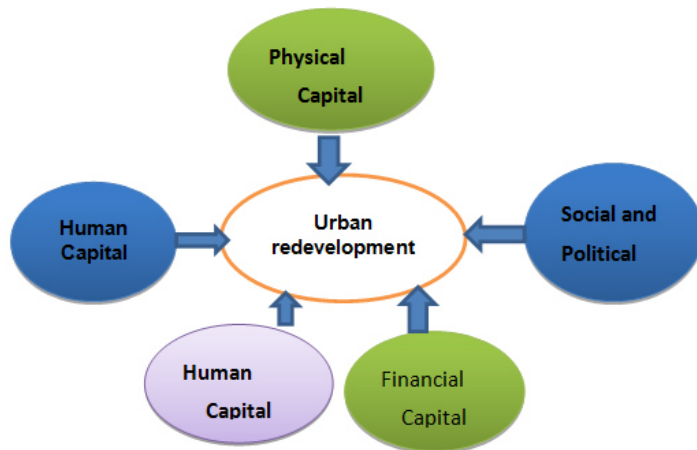 Physical
Capital
Human
Capital
Urban
redevelopment
Social and
Political
Human
Capital
Financial
Capital